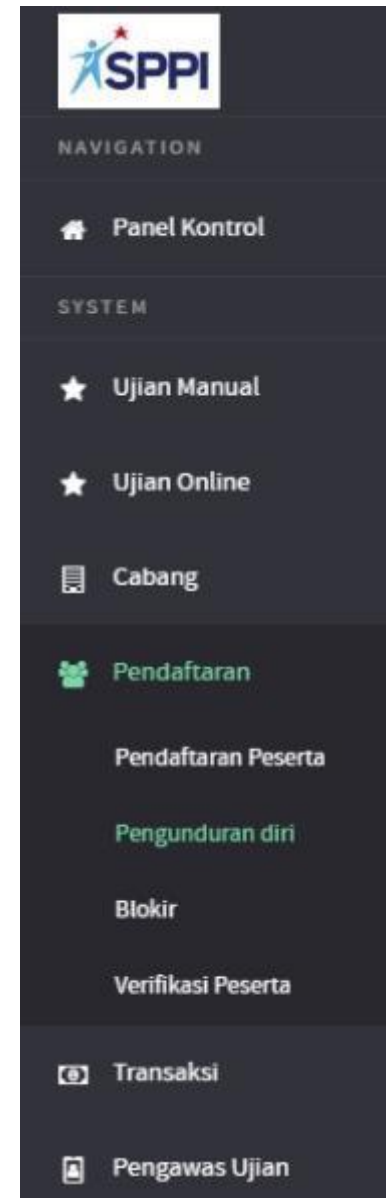 SPPI
NAVIGATION
Panel Kontrol
SYSTEM
Ujian Manual
Ujian Online
Cabang
Pendaftaran
Pendaftaran Peserta
Pengunduran diri
Blokir
Verifikasi Peserta
Transaksi
Pengawas Ujian